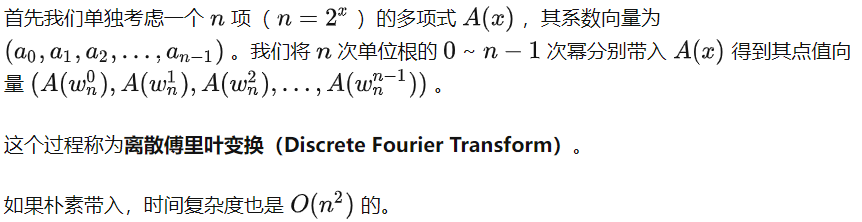 首先我们单独考虑一个 n 项（ n = 2^x ）的多项式 A(x) ，其系数向量为
(a_0, a_1, a_2, ..., a_{n-1}) 。我们将 n 次单位根的 0 ~ n − 1 次幂分别带入 A(x) 得到其点值向
量 (A(w_n^0), A(w_n^1), A(w_n^2), ..., A(w_n^{n-1})) 。
这个过程称为离散傅里叶变换（Discrete Fourier Transform）。
如果朴素带入，时间复杂度也是 O(n^2) 的。